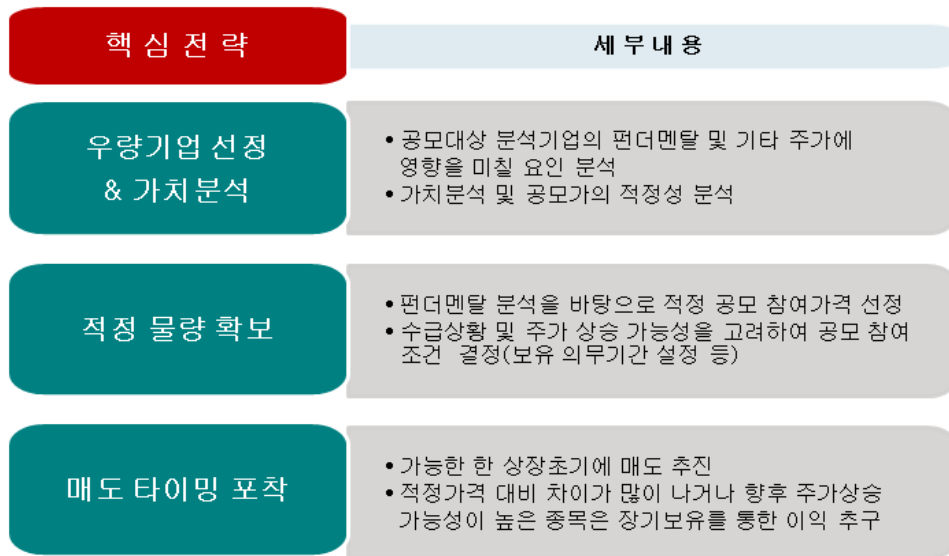 핵 심 전 략
세 부 내 용
우량기업 선정
& 가치분석
• 공모대상 분석기업의 펀더멘탈 및 기타 주가에
영향을 미칠 요인 분석
• 가치분석 및 공모가의 적정성 분석
적정 물량 확보
• 펀더멘탈 분석을 바탕으로 적정 공모 참여가격 선정
• 수급상황 및 주가 상승 가능성을 고려하여 공모 참여
조건 결정(보유 의무기간 설정 등)
매도 타이밍 포착
• 가능한 한 상장초기에 매도 추진
• 적정가격 대비 차이가 많이 나거나 향후 주가상승
가능성이 높은 종목은 장기보유를 통한 이익 추구